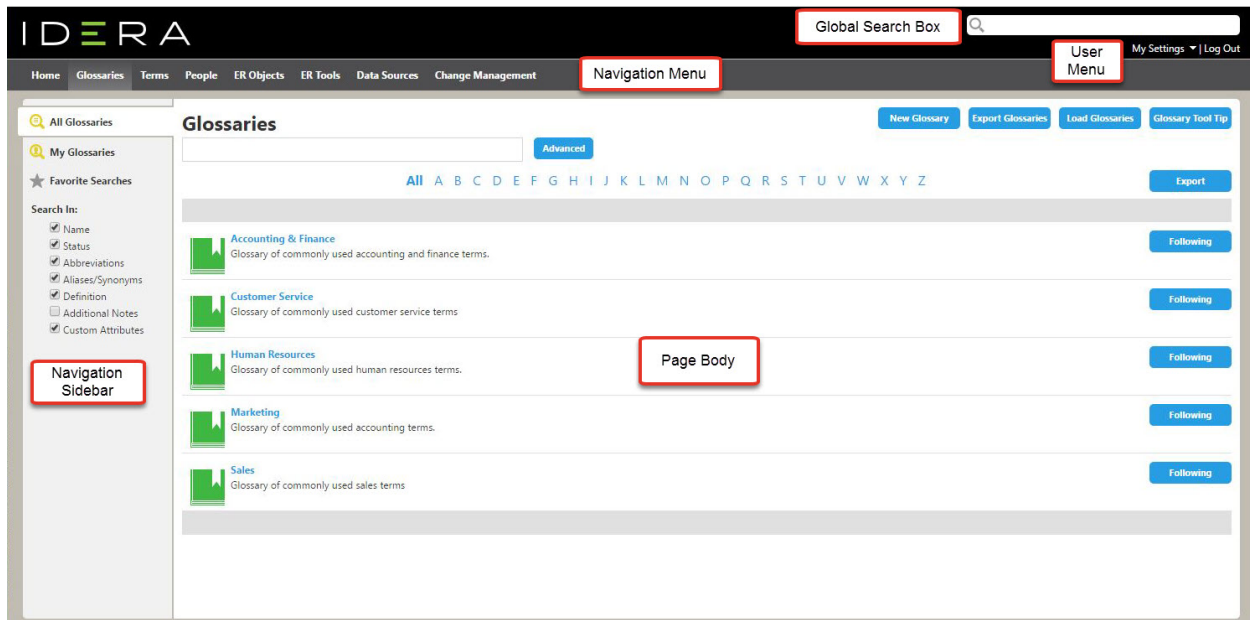 IDERA
Global Search Box
User
Menu
My Settings | Log Out
Home Glossaries Terms People ER Objects ER Tools Data Sources Change Management
Navigation Menu
All Glossaries
My Glossaries
Favorite Searches
Search In:
Name
Status
Abbreviations
Aliases/Synonyms
Definition
Additional Notes
Custom Attributes
Navigation
Sidebar
Glossaries
New Glossary Export Glossaries Load Glossaries Glossary Tool Tip
Advanced
All A B C D E F G H I J K L M N O P Q R S T U V W X Y Z
Export
Accounting & Finance
Glossary of commonly used accounting and finance terms.
Following
Customer Service
Glossary of commonly used customer service terms
Following
Human Resources
Glossary of commonly used human resources terms.
Following
Page Body
Marketing
Glossary of commonly used accounting terms.
Following
Sales
Glossary of commonly used sales terms
Following